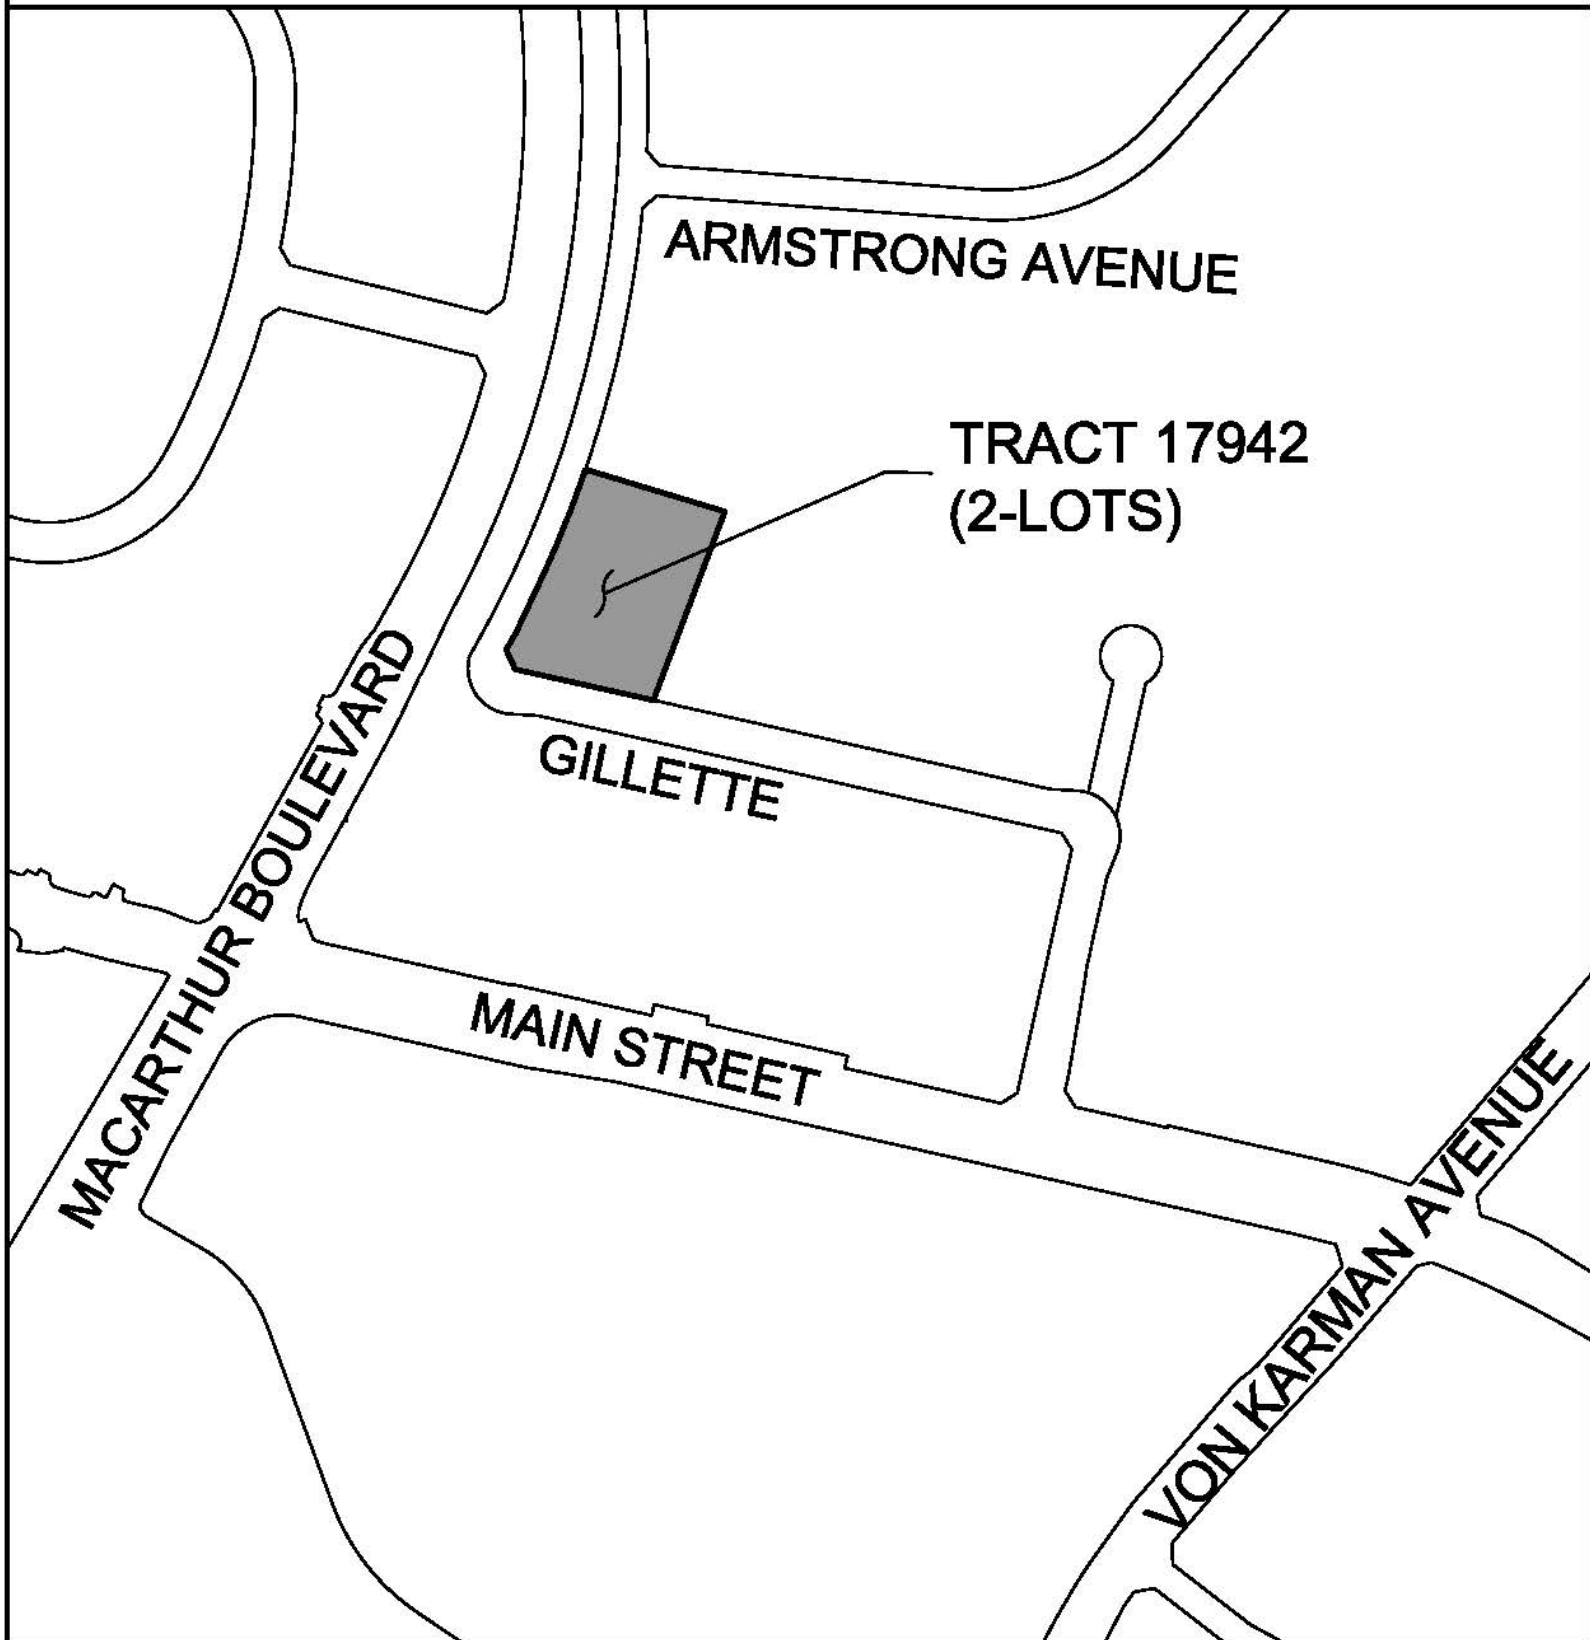 ARMSTRONG AVENUE
TRACT 17942
(2-LOTS)
MACARTHUR BOULEVARD
GILLETTE
MAIN STREET
VON KARMAN AVENUE